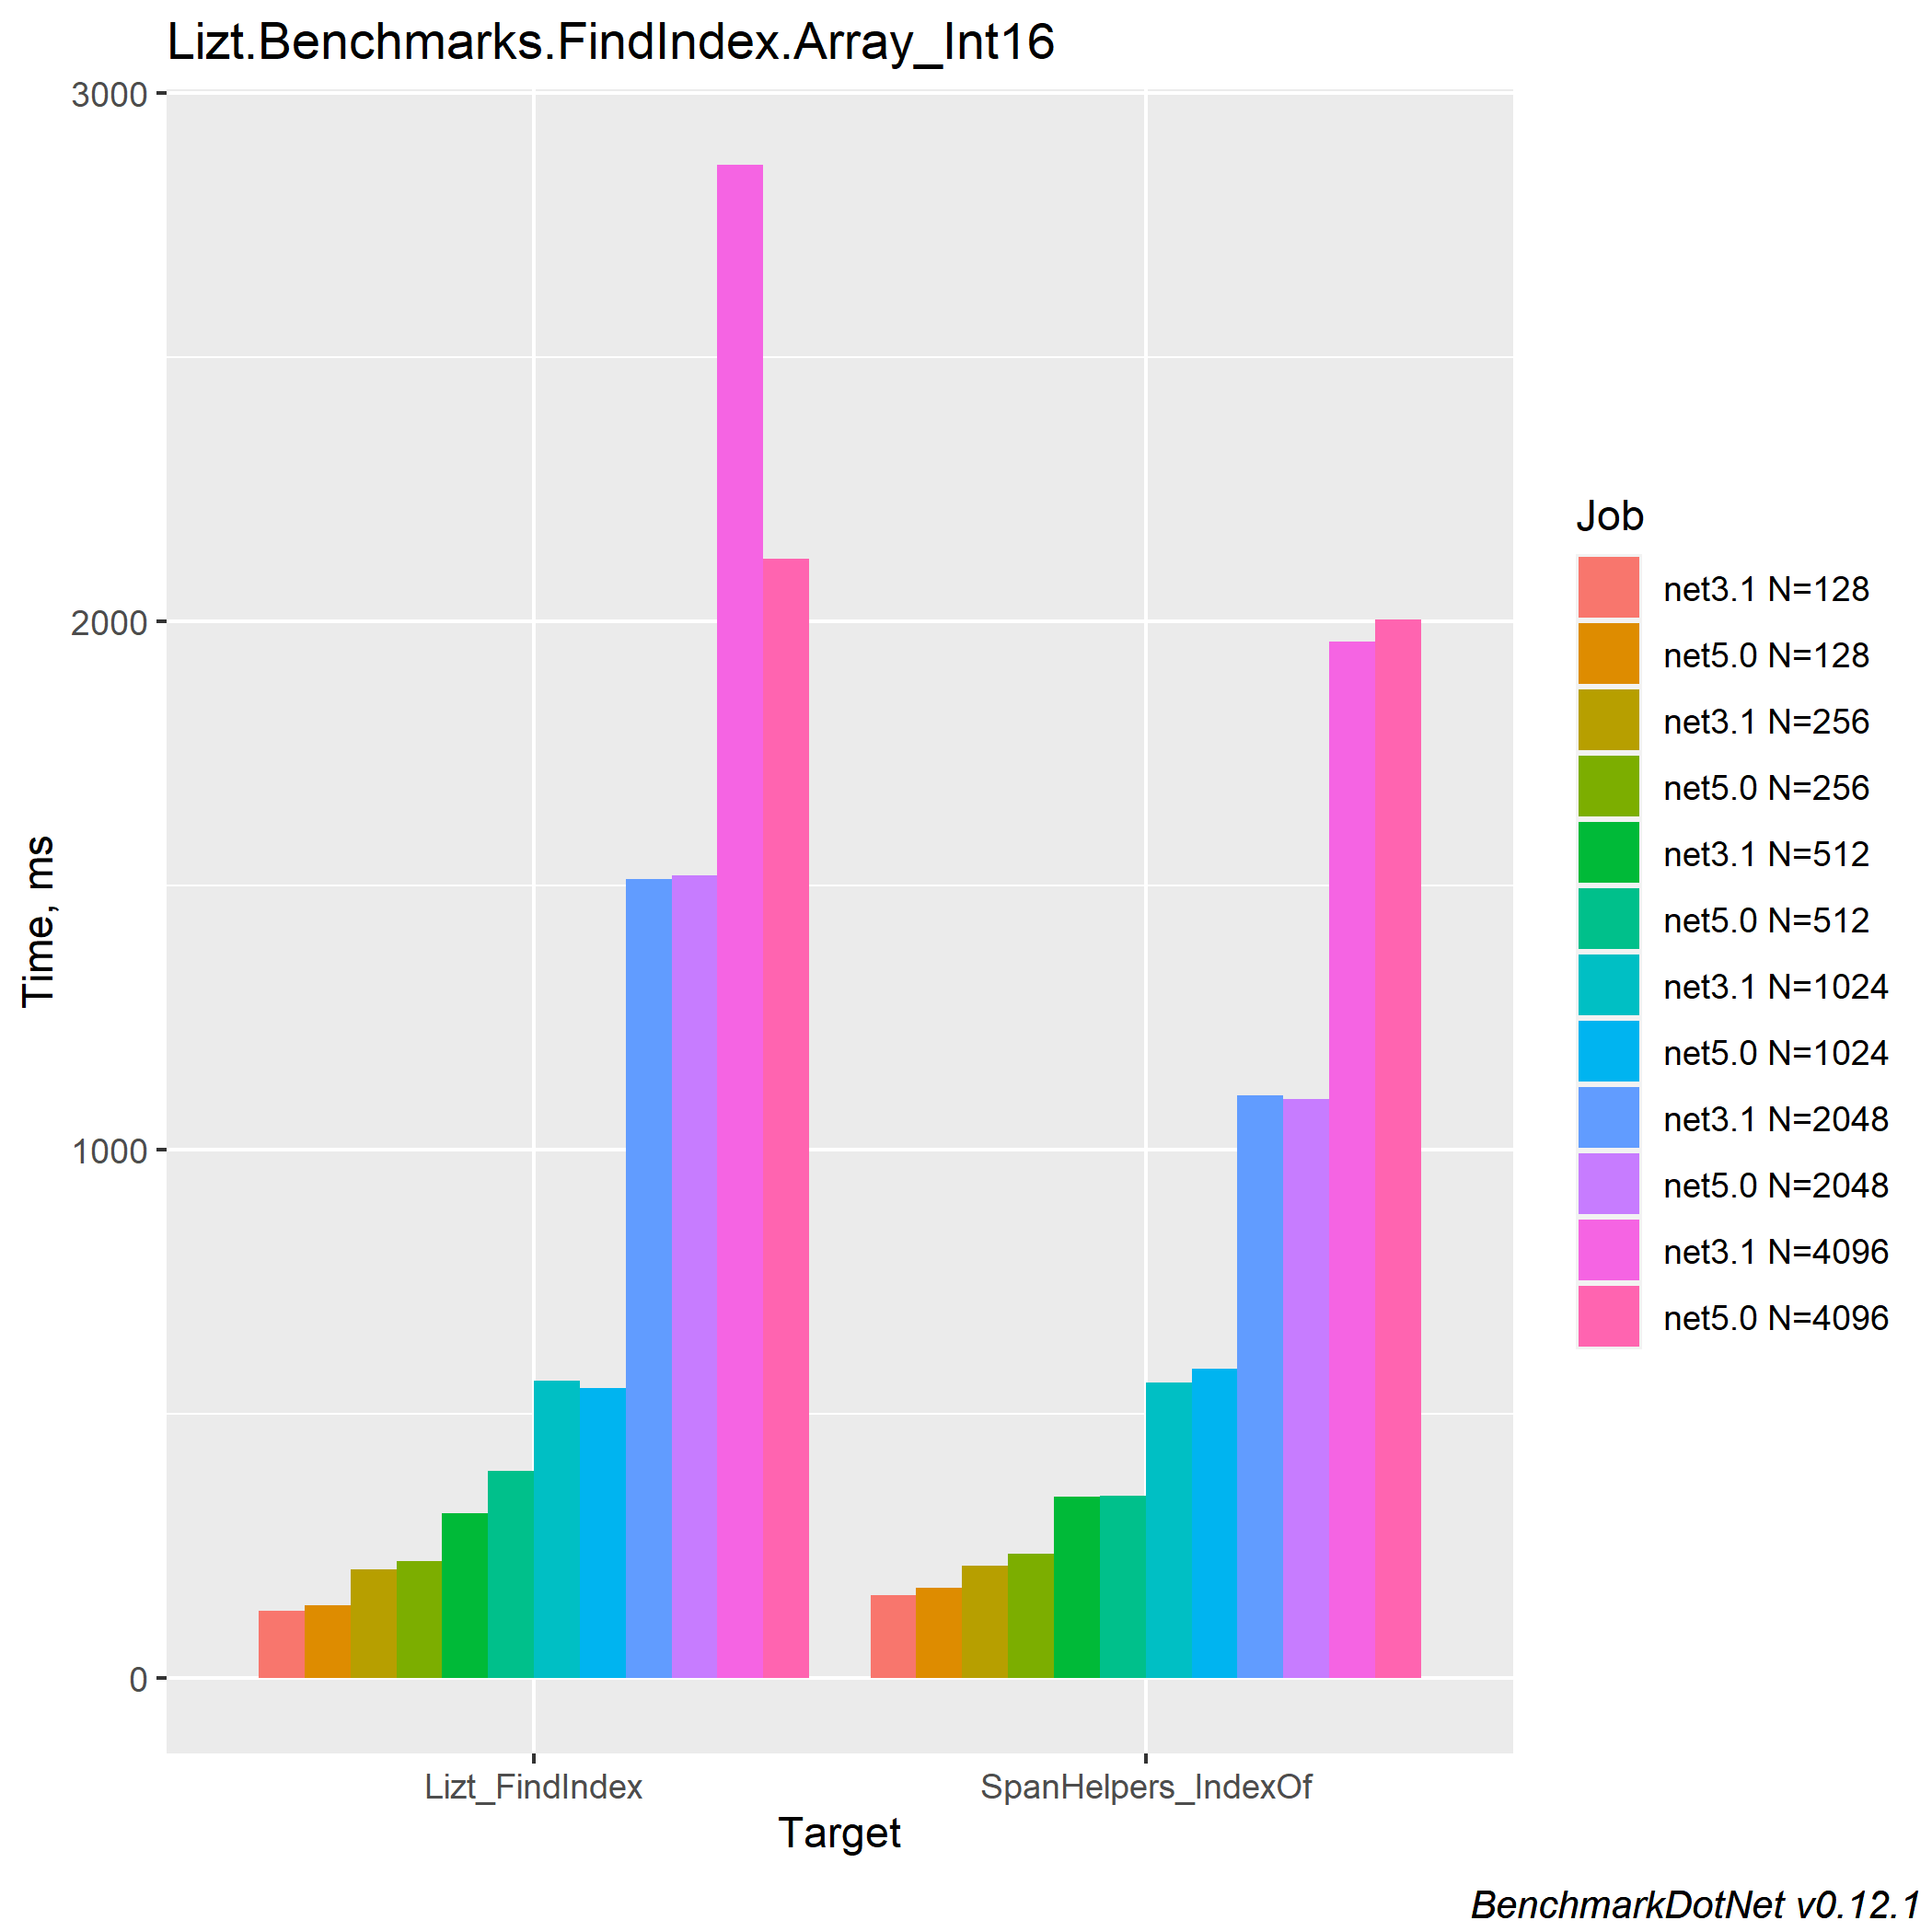 Lizt.Benchmarks.FindIndex.Array_Int16
3000
2000
1000
0
Time, ms
Lizt_FindIndex
SpanHelpers_IndexOf
Target
Job
net3.1 N=128
net5.0 N=128
net3.1 N=256
net5.0 N=256
net3.1 N=512
net5.0 N=512
net3.1 N=1024
net5.0 N=1024
net3.1 N=2048
net5.0 N=2048
net3.1 N=4096
net5.0 N=4096
BenchmarkDotNet v0.12.1